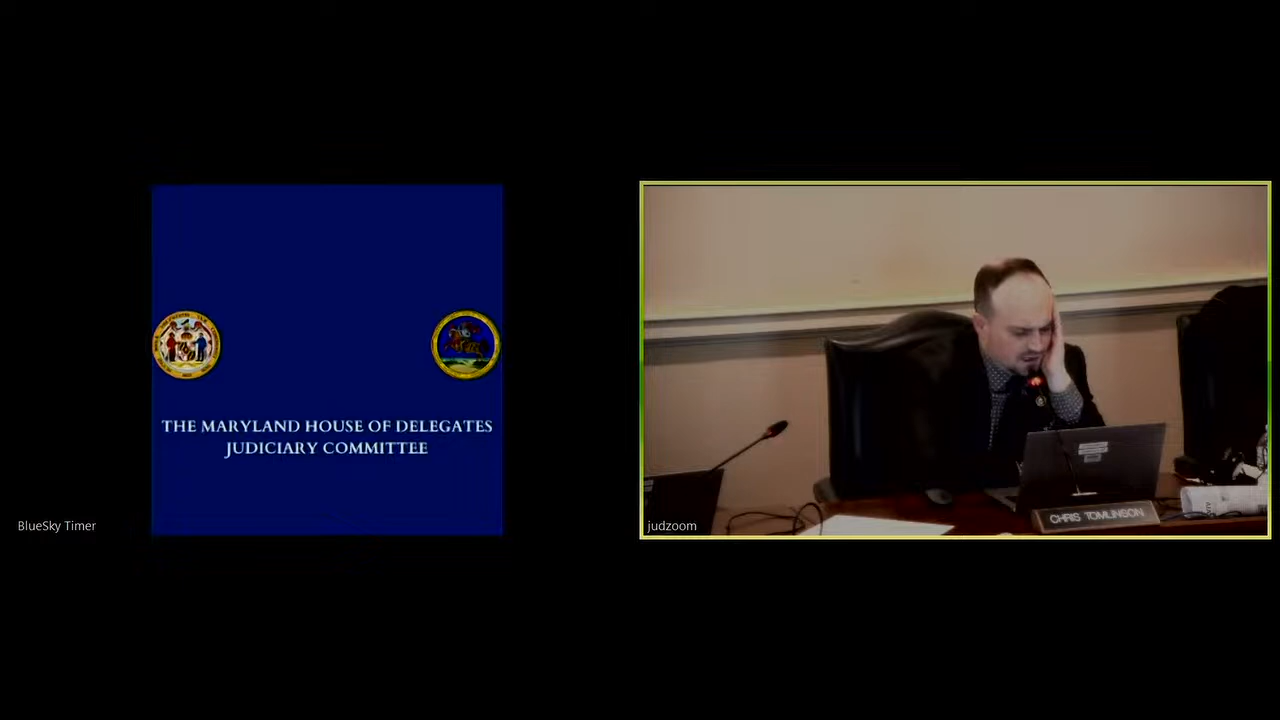 THE MARYLAND HOUSE OF DELEGATES
JUDICIARY COMMITTEE
BlueSky Timer
judzoom
CHRIS TOMLINSON